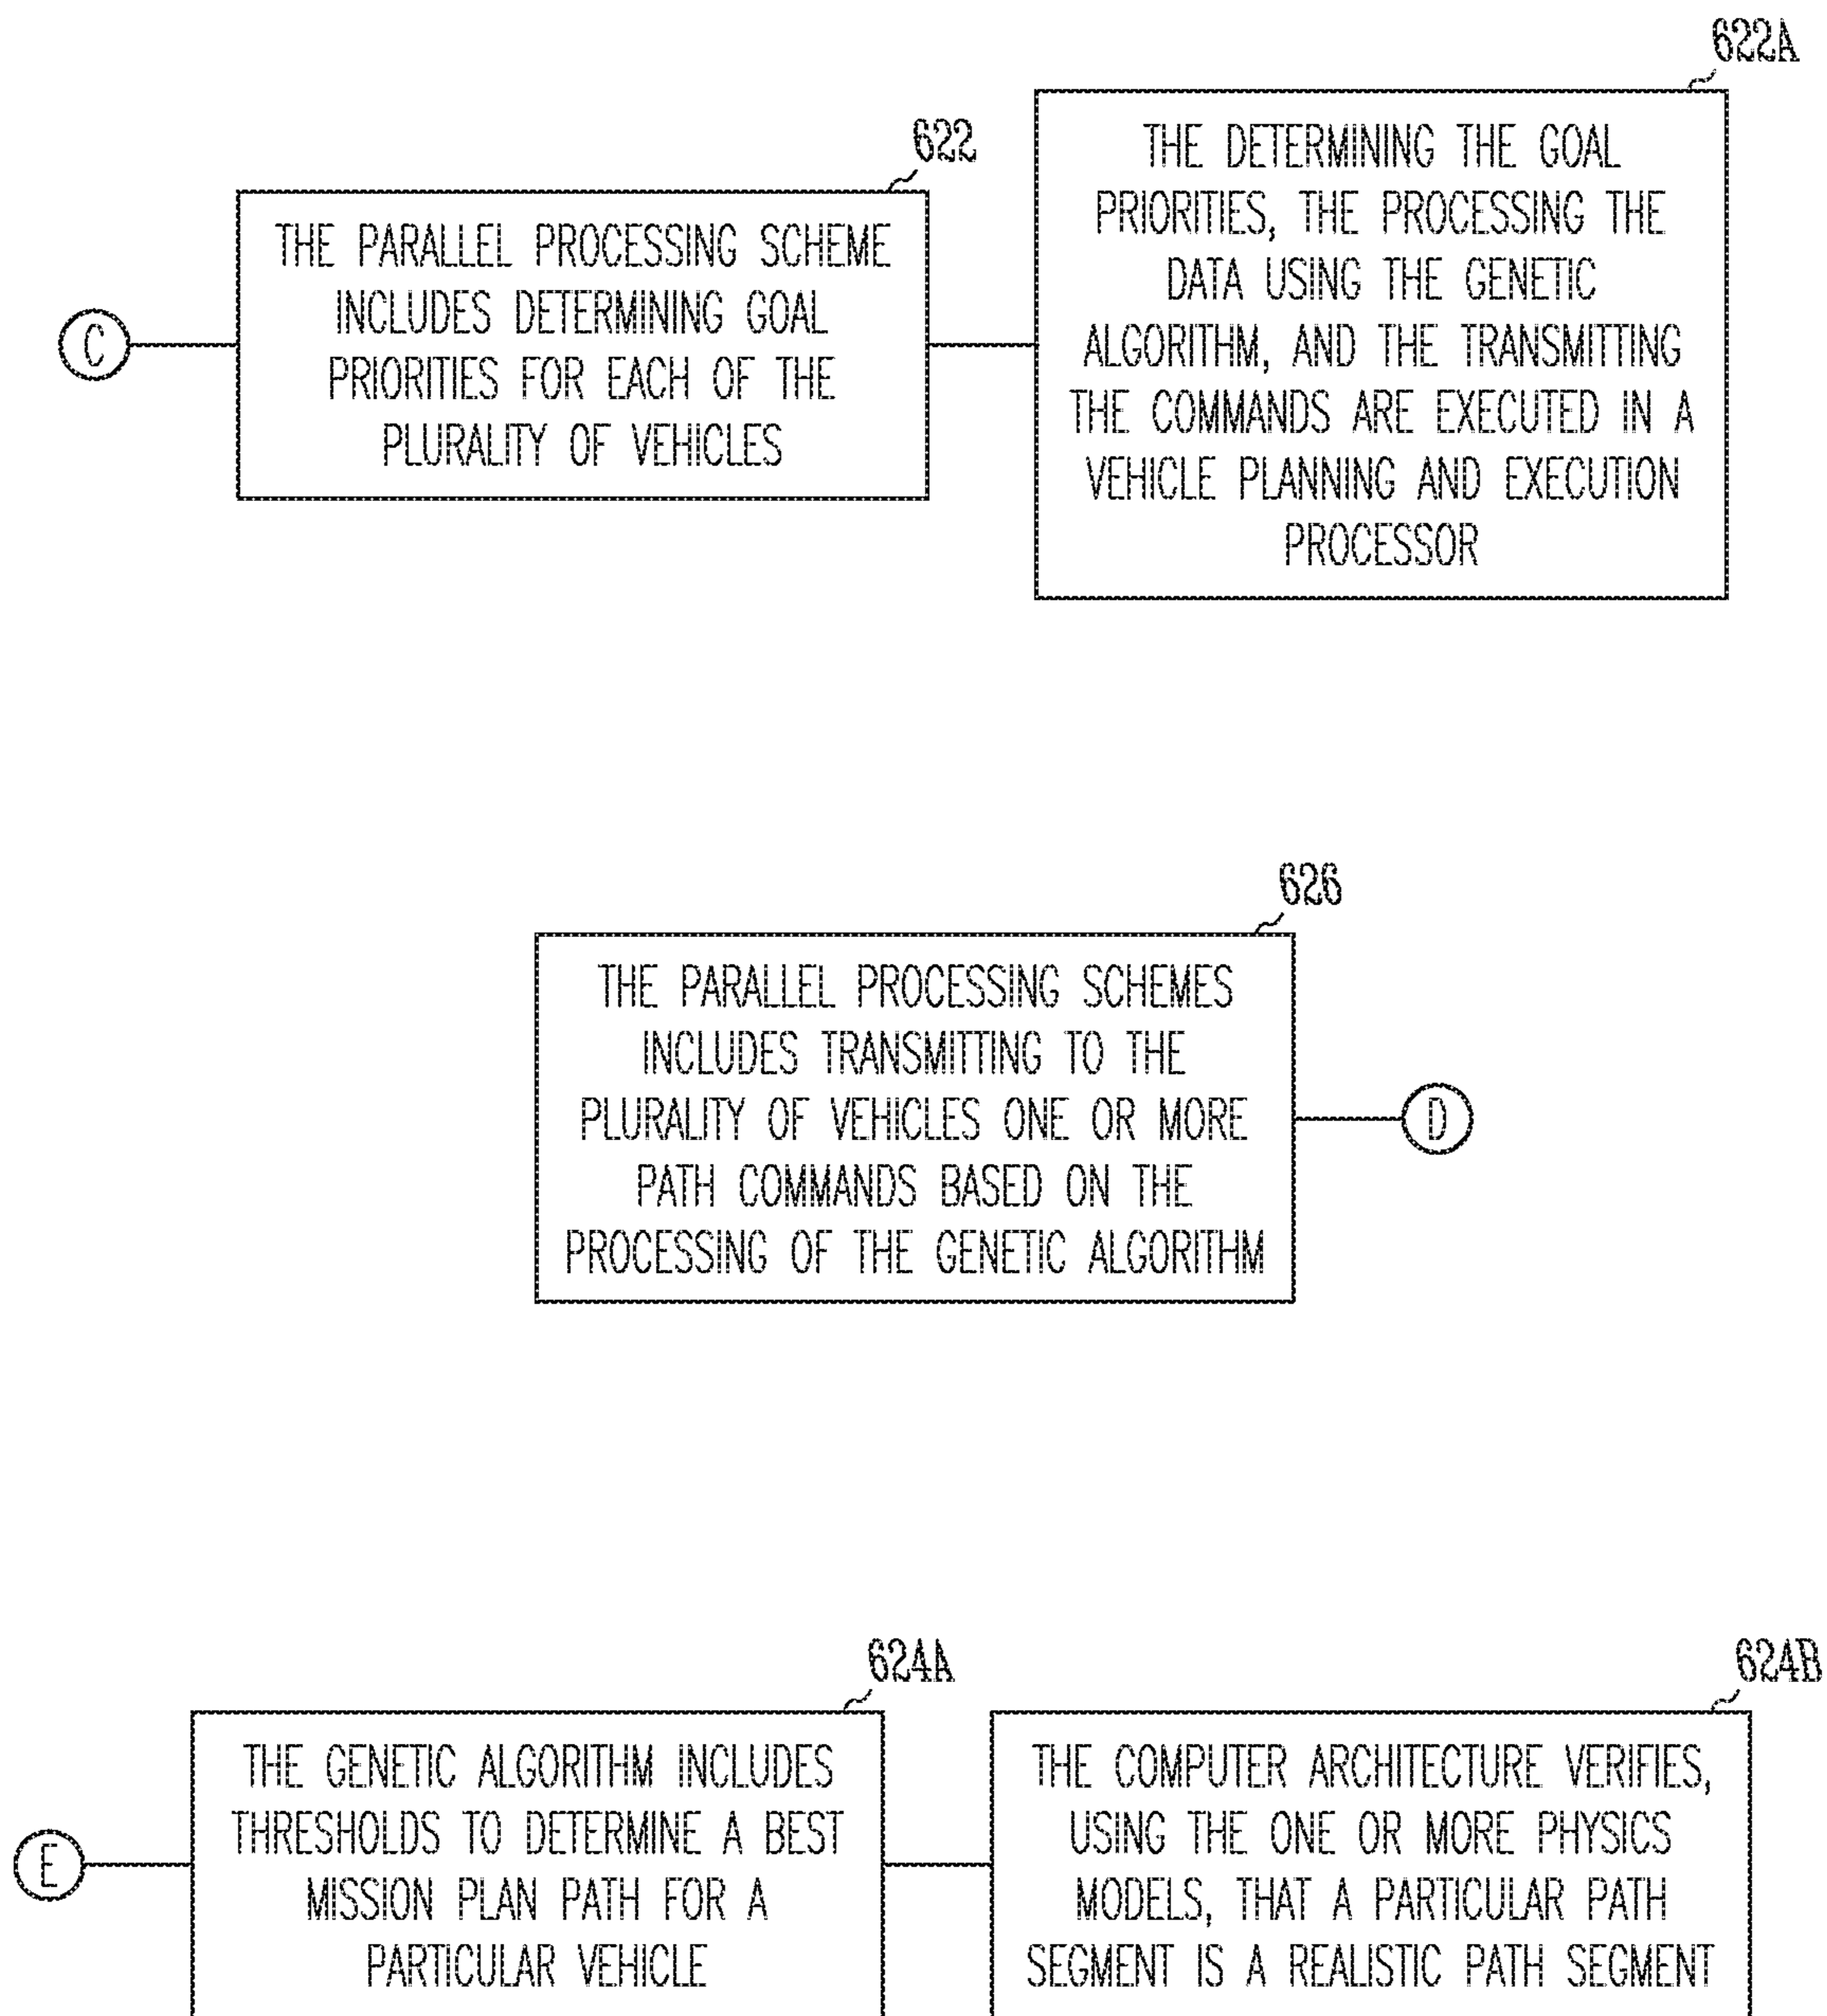 622A
THE DETERMINING THE GOAL
PRIORITIES, THE PROCESSING THE
DATA USING THE GENETIC
ALGORITHM, AND THE TRANSMITTING
THE COMMANDS ARE EXECUTED IN A
VEHICLE PLANNING AND EXECUTION
PROCESSOR
622
THE PARALLEL PROCESSING SCHEME
INCLUDES DETERMINING GOAL
PRIORITIES FOR EACH OF THE
PLURALITY OF VEHICLES
C
626
THE PARALLEL PROCESSING SCHEMES
INCLUDES TRANSMITTING TO THE
PLURALITY OF VEHICLES ONE OR MORE
PATH COMMANDS BASED ON THE
PROCESSING OF THE GENETIC ALGORITHM
D
624A
THE GENETIC ALGORITHM INCLUDES
THRESHOLDS TO DETERMINE A BEST
MISSION PLAN PATH FOR A
PARTICULAR VEHICLE
E
624B
THE COMPUTER ARCHITECTURE VERIFIES,
USING THE ONE OR MORE PHYSICS
MODELS, THAT A PARTICULAR PATH
SEGMENT IS A REALISTIC PATH SEGMENT